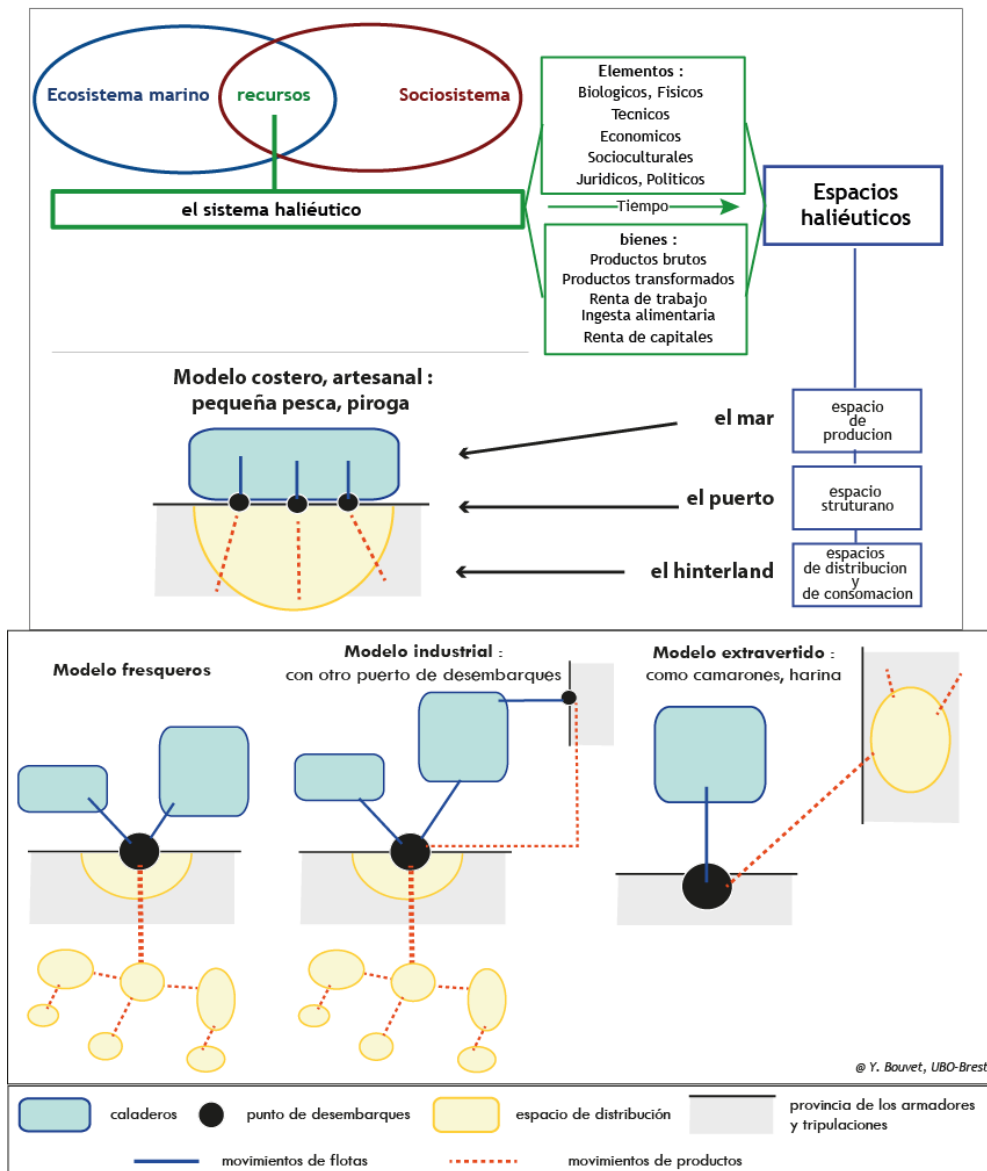 Ecosistema marino
recursos
Sociosistema
el sistema haliéutico
Elementos :
Biologicos, Fisicos
Tecnicos
Economicos
Socioculturales
Juridicos, Politicos
Tiempo
bienes :
Productos brutos
Productos transformados
Renta de trabajo
Ingesta alimentaria
Renta de capitales
Espacios
haliéuticos
Modelo costero, artesanal :
pequeña pesca, piroga
el mar
espacio
de
producion
el puerto
espacio
struturano
el hinterland
espacios
de distribucion
y
de consomacion
Modelo fresqueros
Modelo industrial :
con otro puerto de desembarques
Modelo extravertido :
como camarones, harina
@ Y. Bouvet, UBO-Brest
caladeros
punto de desembarques
espacio de distribución
provincia de los armadores
y tripulaciones
movimientos de flotas
movimientos de productos